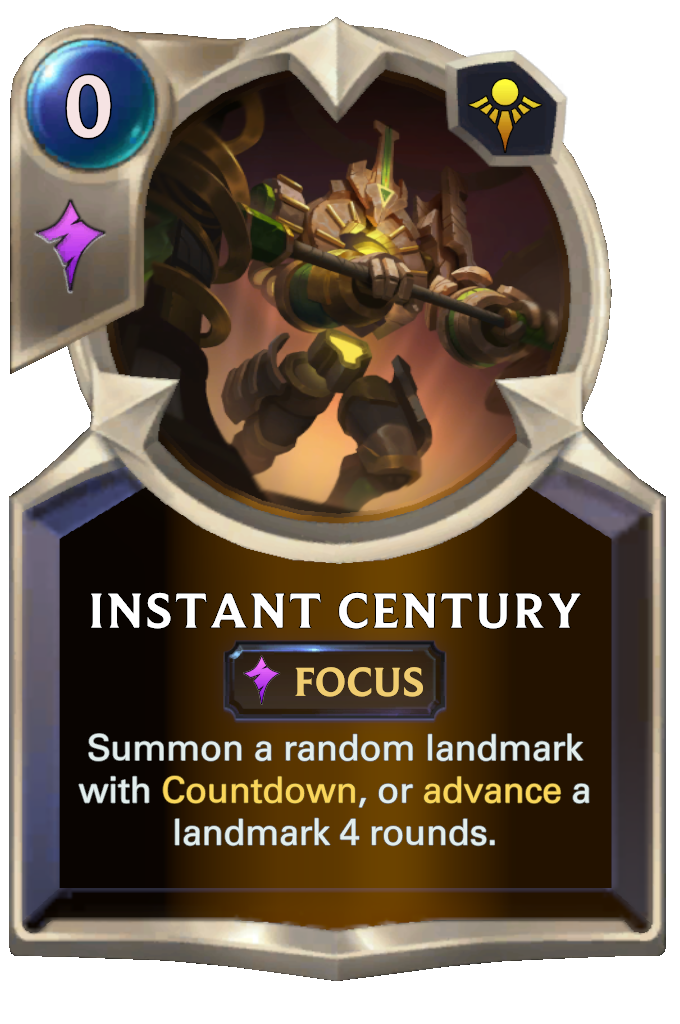 0
INSTANT CENTURY
FOCUS
Summon a random landmark
with Countdown, or advance a
landmark 4 rounds.